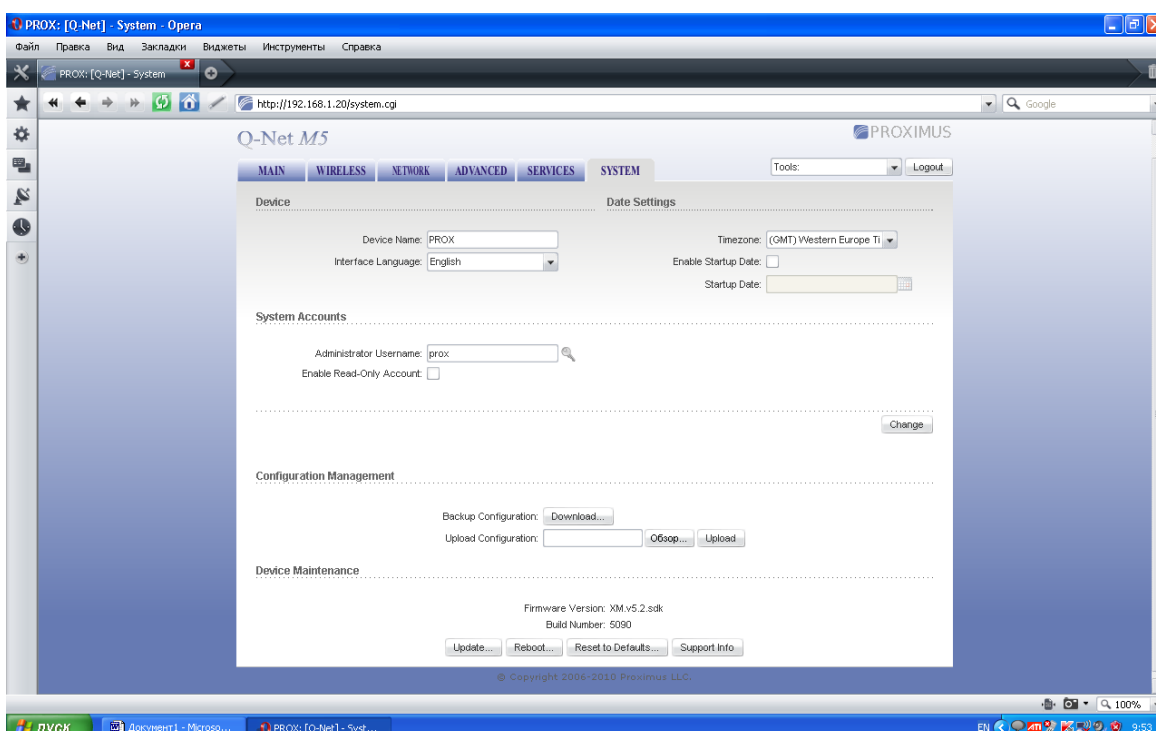 PROX: [Q-Net] - System - Opera
Файл Правка Вид Закладки Виджеты Инструменты Справка
PROX: [Q-Net] - System
http://192.168.1.20/system.cgi
Google
Q-Net M5
PROXIMUS
MAIN WIRELESS NETWORK ADVANCED SERVICES SYSTEM
Tools:
Logout
Device
Date Settings
Device Name: PROX
Timezone: (GMT) Western Europe Ti
Interface Language: English
Enable Startup Date:
Startup Date:
System Accounts
Administrator Username: prox
Enable Read-Only Account:
Change
Configuration Management
Backup Configuration: Download...
Upload Configuration: Обзор... Upload
Device Maintenance
Firmware Version: XM.v5.2.sdk
Build Number: 5090
Update... Reboot... Reset to Defaults... Support Info
© Copyright 2006-2010 Proximus LLC.
100%
пуск
Документ1 - Microso...
PROX: [Q-Net] - Syst...
EN
ATI
9:53